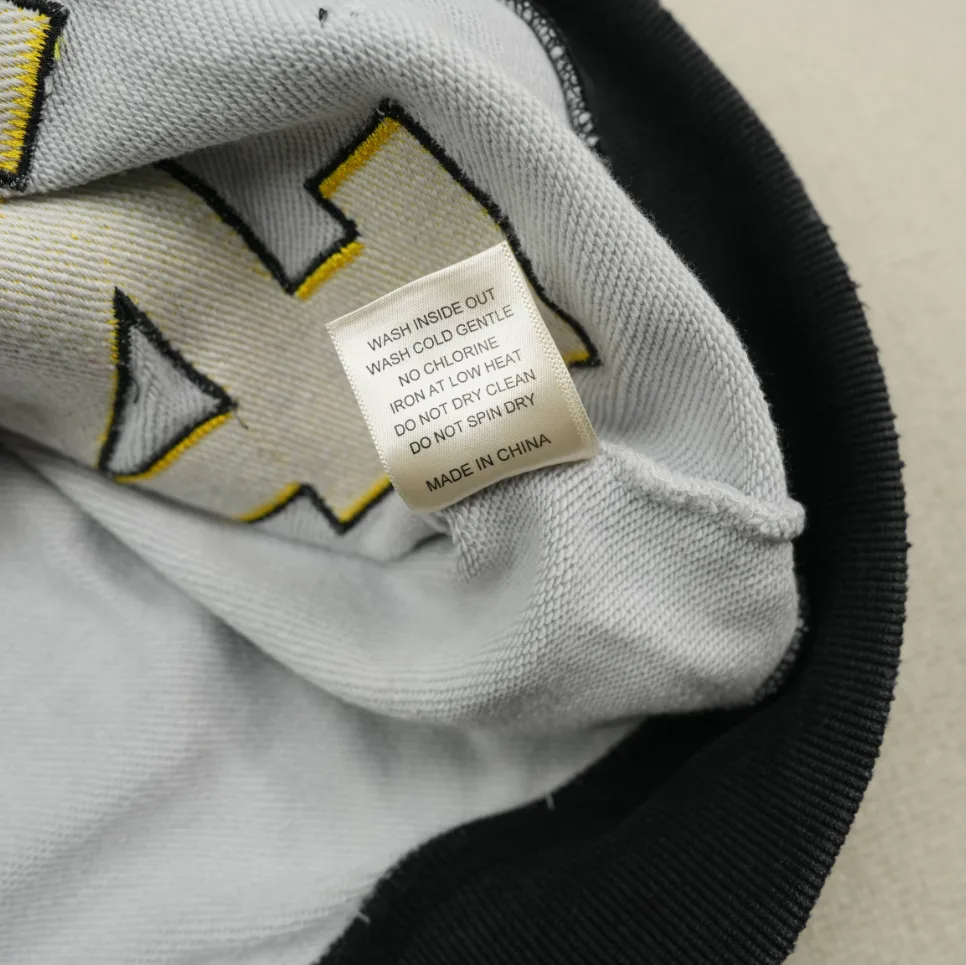 WASH INSIDE OUT
WASH COLD GENTLE
NO CHLORINE
IRON AT LOW HEAT
DO NOT DRY CLEAN
DO NOT SPIN DRY
MADE IN CHINA